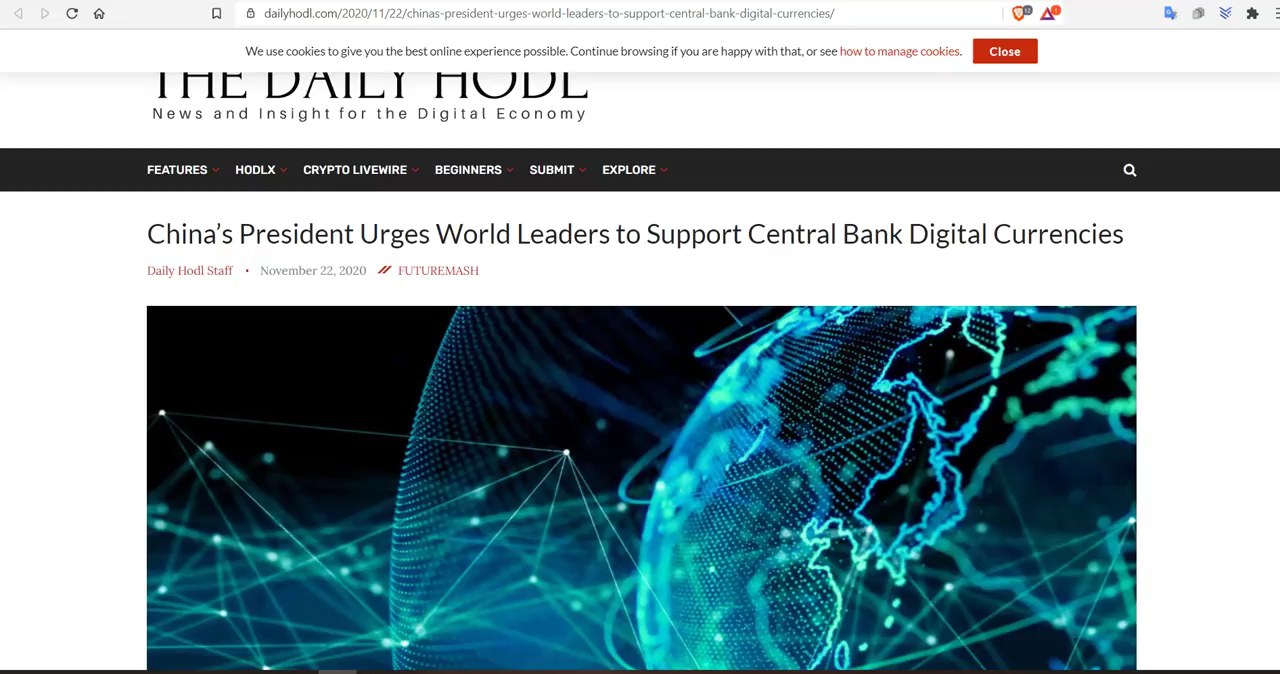 dailyhodl.com/2020/11/22/chinas-president-urges-world-leaders-to-support-central-bank-digital-currencies/
12
1
We use cookies to give you the best online experience possible. Continue browsing if you are happy with that, or see how to manage cookies.
Close
THE DAILY HODL
News and Insight for the Digital Economy
FEATURES HODLX CRYPTO LIVEWIRE BEGINNERS SUBMIT EXPLORE
China’s President Urges World Leaders to Support Central Bank Digital Currencies
Daily Hodl Staff • November 22, 2020 // FUTUREMASH